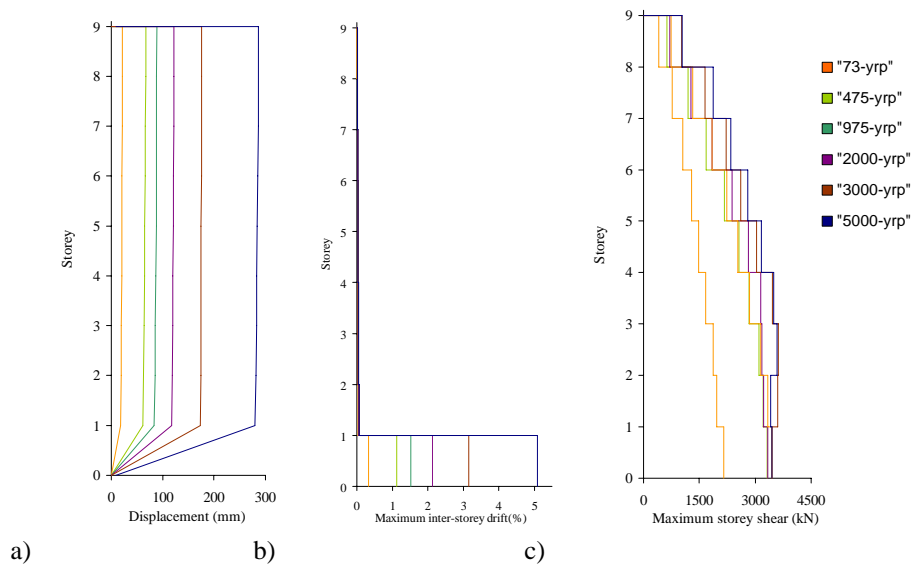 9
8
7
6
5
4
3
2
1
0
Storey
0
100
200
300
Displacement (mm)
a)
9
8
7
6
5
4
3
2
1
0
Storey
0
1
2
3
4
5
Maximum inter-storey drift(%)
b)
9
8
7
6
5
4
3
2
1
0
Storey
0
1500
3000
4500
Maximum storey shear (kN)
c)
"73-yrp"
"475-yrp"
"975-yrp"
"2000-yrp"
"3000-yrp"
"5000-yrp"